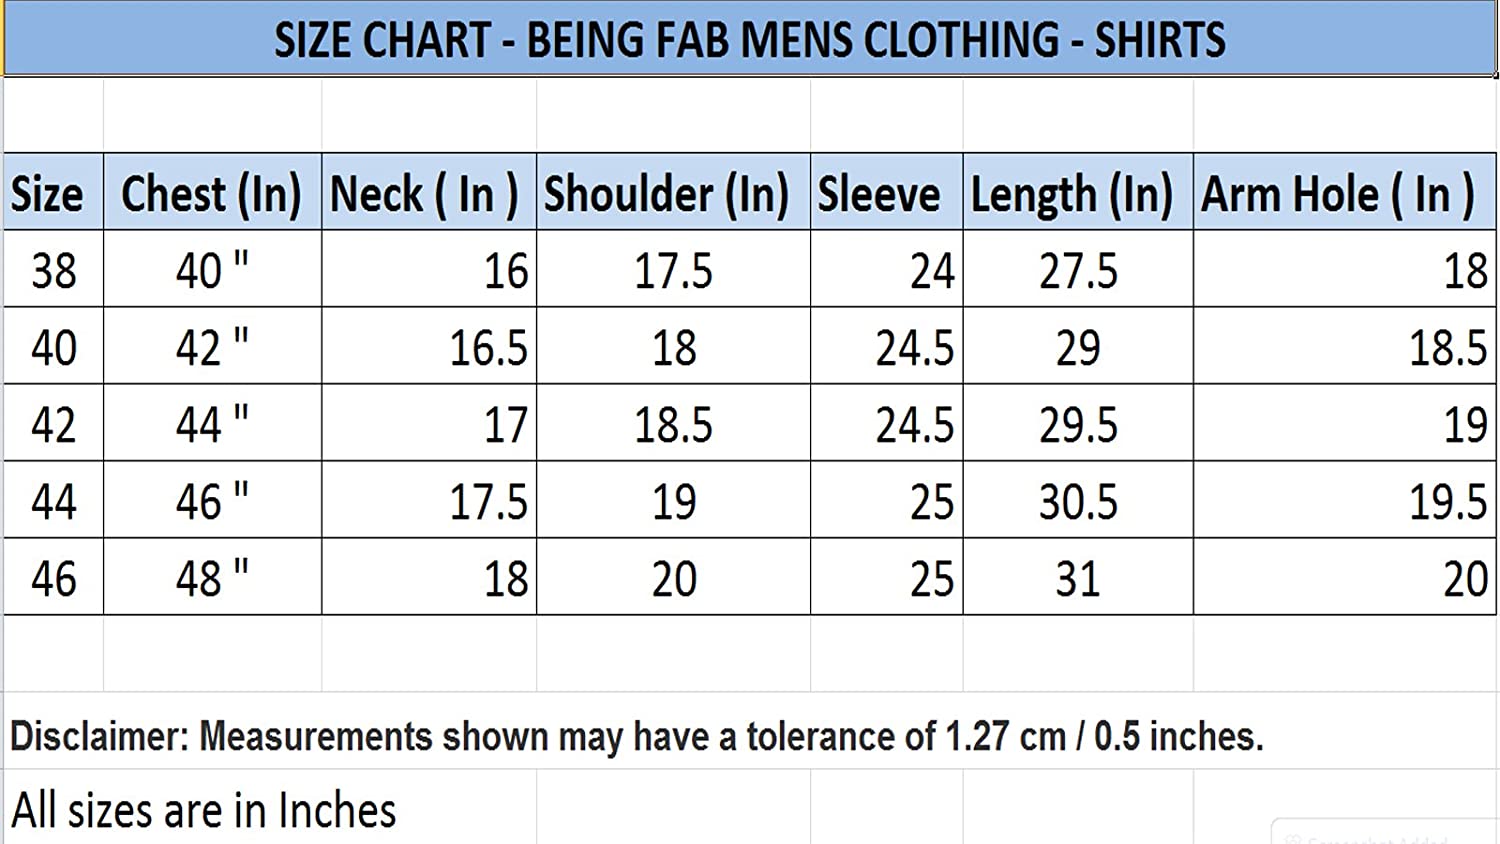 SIZE CHART - BEING FAB MENS CLOTHING - SHIRTS
Size Chest (In) Neck ( In ) Shoulder (In) Sleeve Length (In) Arm Hole ( In )
38 40 " 16 17.5 24 27.5 18
40 42 " 16.5 18 24.5 29 18.5
42 44 " 17 18.5 24.5 29.5 19
44 46 " 17.5 19 25 30.5 19.5
46 48 " 18 20 25 31 20
Disclaimer: Measurements shown may have a tolerance of 1.27 cm / 0.5 inches.
All sizes are in Inches